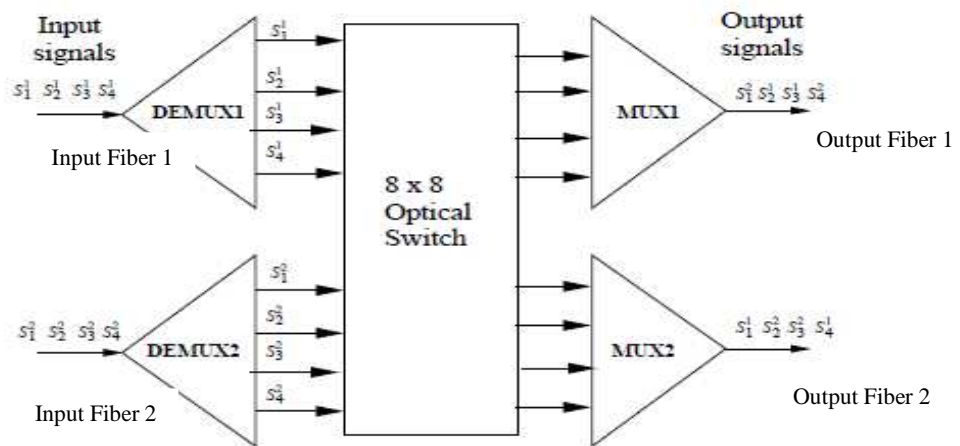 Input
signals
S₁¹ S₂¹ S₃¹ S₄¹
DEMUX1
Input Fiber 1
S₁¹
S₂¹
S₃¹
S₄¹
8 x 8
Optical
Switch
MUX1
Output
signals
S₁² S₂¹ S₃¹ S₄²
Output Fiber 1
S₁² S₂² S₃² S₄²
DEMUX2
Input Fiber 2
S₁²
S₂²
S₃²
S₄²
MUX2
S₁¹ S₂² S₃² S₄¹
Output Fiber 2